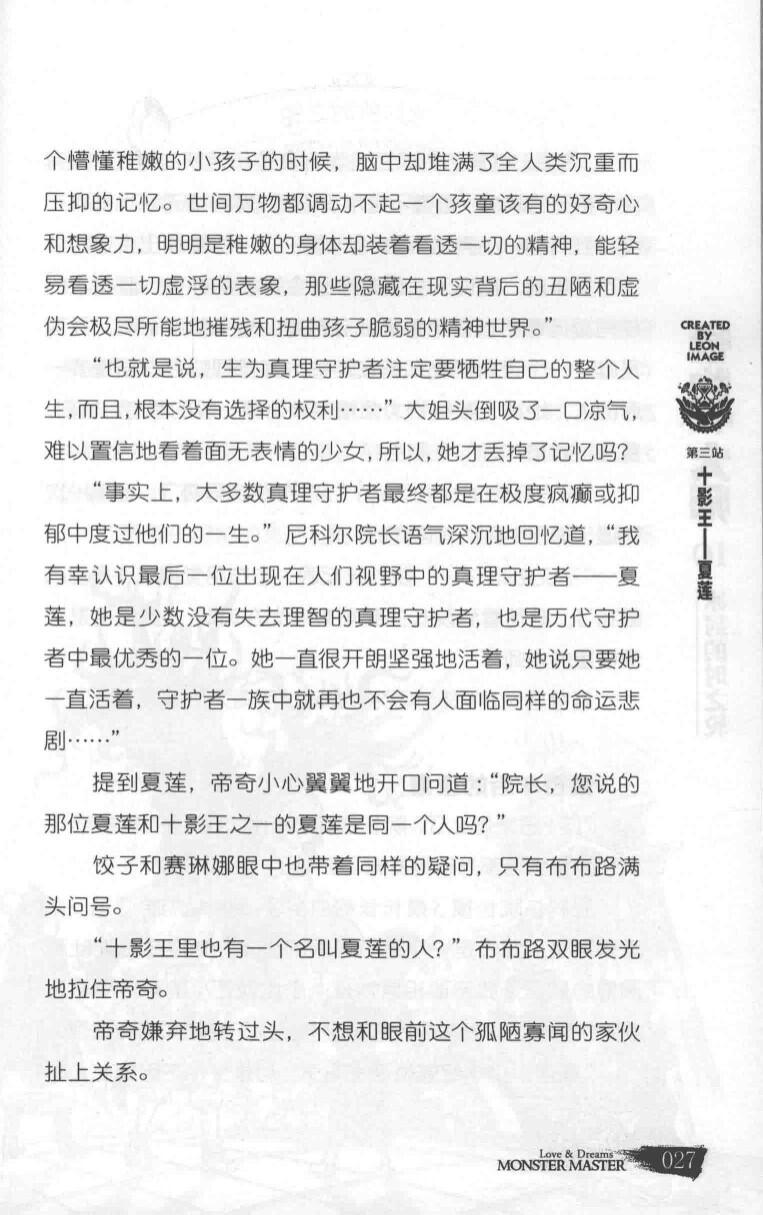 个懵懂稚嫩的小孩子的时候，脑中却堆满了全人类沉重而
压抑的记忆。世间万物都调动不起一个孩童该有的好奇心
和想象力，明明是稚嫩的身体却装着看透一切的精神，能轻
易看透一切虚浮的表象，那些隐藏在现实背后的丑陋和虚
伪会极尽所能地摧残和扭曲孩子脆弱的精神世界。”
“也就是说，生为真理守护者注定要牺牲自己的整个人
生，而且，根本没有选择的权利……”大姐头倒吸了一口凉气，
难以置信地看着面无表情的少女，所以，她才丢掉了记忆吗？
“事实上，大多数真理守护者最终都是在极度疯癫或抑
郁中度过他们的一生。”尼科尔院长语气深沉地回忆道，“我
有幸认识最后一位出现在人们视野中的真理守护者——夏
莲，她是少数没有失去理智的真理守护者，也是历代守护
者中最优秀的一位。她一直很开朗坚强地活着，她说只要她
一直活着，守护者一族中就再也不会有人面临同样的命运悲
剧……”
提到夏莲，帝奇小心翼翼地开口问道：“院长，您说的
那位夏莲和十影王之一的夏莲是同一个人吗？”
饺子和赛琳娜眼中也带着同样的疑问，只有布布路满
头问号。
“十影王里也有一个名叫夏莲的人？”布布路双眼发光
地拉住帝奇。
帝奇嫌弃地转过头，不想和眼前这个孤陋寡闻的家伙
扯上关系。
CREATED
BY
LEON
IMAGE
第三站
十影王——夏莲
Love & Dreams
MONSTER MASTER 027